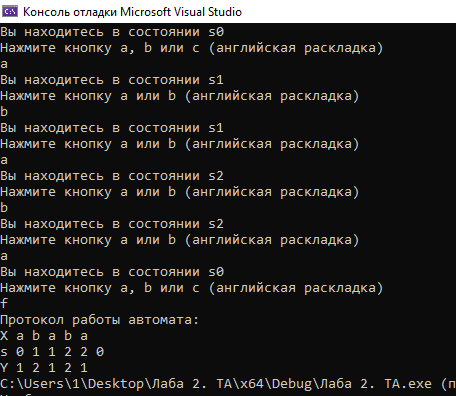 Консоль отладки Microsoft Visual Studio
Вы находитесь в состоянии s0
Нажмите кнопку a, b или c (английская раскладка)
a
Вы находитесь в состоянии s1
Нажмите кнопку a или b (английская раскладка)
b
Вы находитесь в состоянии s1
Нажмите кнопку a или b (английская раскладка)
a
Вы находитесь в состоянии s2
Нажмите кнопку a или b (английская раскладка)
b
Вы находитесь в состоянии s2
Нажмите кнопку a или b (английская раскладка)
a
Вы находитесь в состоянии s0
Нажмите кнопку a, b или c (английская раскладка)
f
Протокол работы автомата:
X a b a b a
s 0 1 1 2 2 0
Y 1 2 1 2 1
C:\Users\1\Desktop\Лаба 2. ТА\x64\Debug\Лаба 2. ТА.exe (п